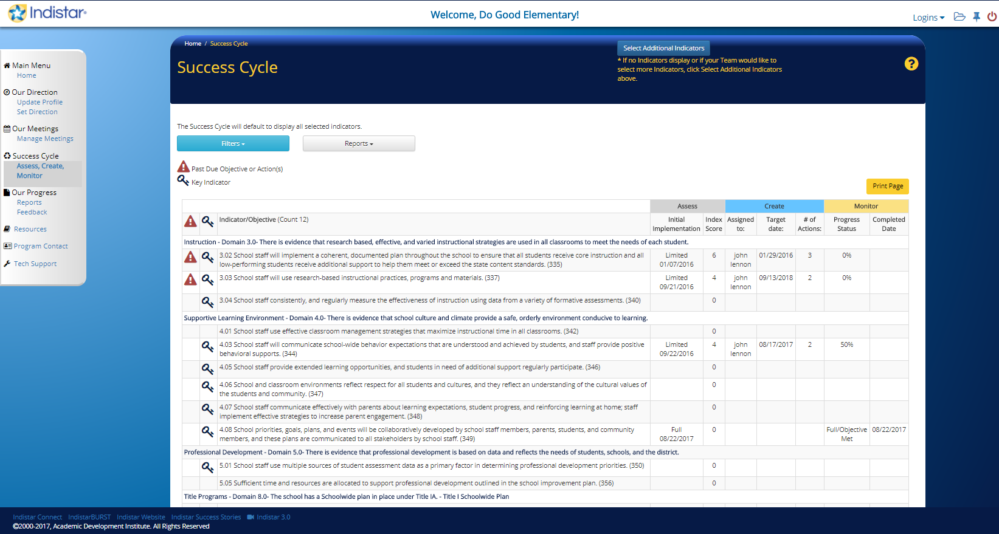 Indistar
Welcome, Do Good Elementary!
Logins
Home / Success Cycle
Success Cycle
Select Additional Indicators
* If no Indicators display or if your Team would like to
select more Indicators, click Select Additional Indicators
above.
?
Main Menu
Home
Our Direction
Update Profile
Set Direction
Our Meetings
Manage Meetings
Success Cycle
Assess, Create,
Monitor
Our Progress
Reports
Feedback
Resources
Program Contact
Tech Support
The Success Cycle will default to display all selected indicators.
Filters
Reports
Past Due Objective or Action(s)
Key Indicator
Print Page
Assess Create Monitor
Indicator/Objective (Count 12) Initial Index Assigned Target # of Progress Completed
Implementation Score to: date: Actions: Status Date
Instruction - Domain 3.0- There is evidence that research based, effective, and varied instructional strategies are used in all classrooms to meet the needs of each student.
3.02 School staff will implement a coherent, documented plan throughout the school to ensure that all students receive core instruction and all Limited 6 john 01/29/2016 3 0%
low-performing students receive additional support to help them meet or exceed the state content standards. (335) 01/07/2016 lennon
3.03 School staff will use research-based instructional practices, programs and materials. (337) Limited 4 john 09/13/2018 2 0%
09/21/2016 lennon
3.04 School staff consistently, and regularly measure the effectiveness of instruction using data from a variety of formative assessments. (340) 0
Supportive Learning Environment - Domain 4.0- There is evidence that school culture and climate provide a safe, orderly environment conducive to learning.
4.01 School staff use effective classroom management strategies that maximize instructional time in all classrooms. (342) 0
4.03 School staff will communicate school-wide behavior expectations that are understood and achieved by students, and staff provide positive Limited 4 john 08/17/2017 2 50%
behavioral supports. (344) 09/22/2016 lennon
4.05 School staff provide extended learning opportunities, and students in need of additional support regularly participate. (346) 0
4.06 School and classroom environments reflect respect for all students and cultures, and they reflect an understanding of the cultural values of 0
the students and community. (347)
4.07 School staff communicate effectively with parents about learning expectations, student progress, and reinforcing learning at home; staff 0
implement effective strategies to increase parent engagement. (348)
4.08 School priorities, goals, plans, and events will be collaboratively developed by school staff members, parents, students, and community Full 0 Full/Objective 08/22/2017
members, and these plans are communicated to all stakeholders by school staff. (349) 08/22/2017 Met
Professional Development - Domain 5.0- There is evidence that professional development is based on data and reflects the needs of students, schools, and the district.
5.01 School staff use multiple sources of student assessment data as a primary factor in determining professional development priorities. (350) 0
5.05 Sufficient time and resources are allocated to support professional development outlined in the school improvement plan. (356) 0
Title Programs - Domain 8.0- The school has a Schoolwide plan in place under Title IA. - Title I Schoolwide Plan
Indistar Connect IndistarBURST Indistar Website Indistar Success Stories Indistar 3.0
©2000-2017, Academic Development Institute. All Rights Reserved